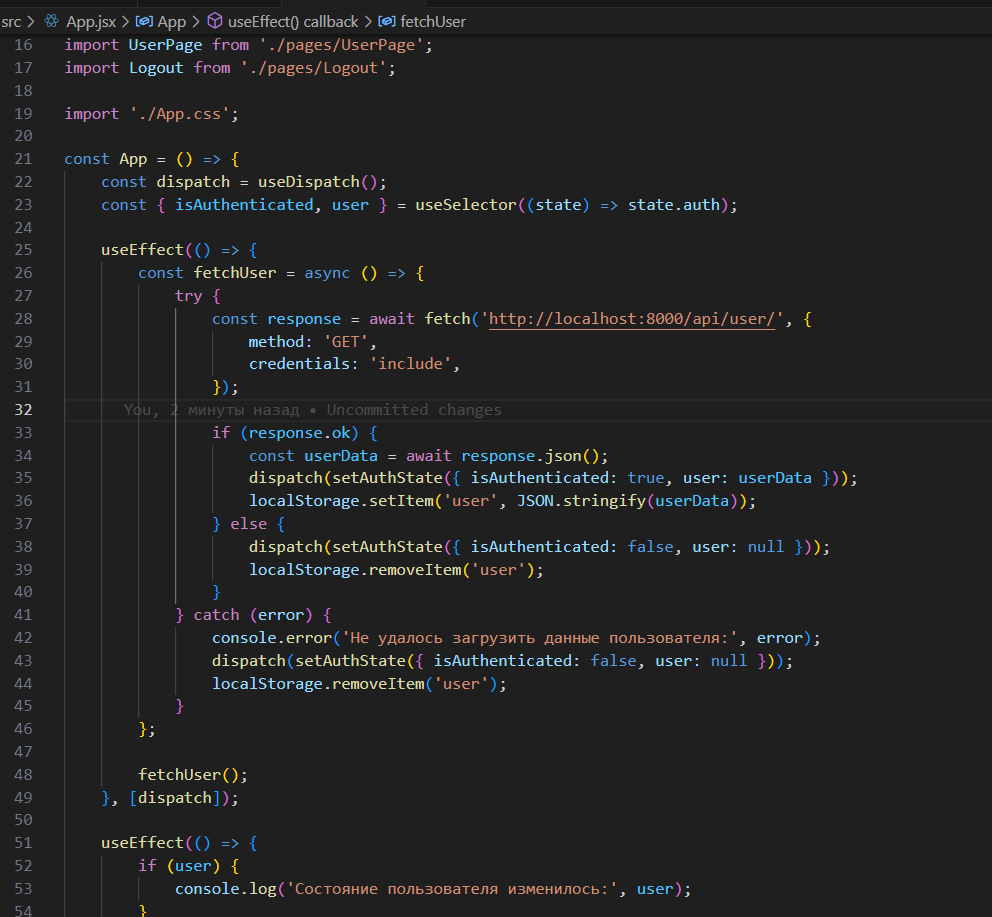 src > App.jsx > App > useEffect() callback > fetchUser
16 import UserPage from './pages/UserPage';
17 import Logout from './pages/Logout';
18
19 import './App.css';
20
21 const App = () => {
22 const dispatch = useDispatch();
23 const { isAuthenticated, user } = useSelector((state) => state.auth);
24
25 useEffect(() => {
26 const fetchUser = async () => {
27 try {
28 const response = await fetch('http://localhost:8000/api/user/', {
29 method: 'GET',
30 credentials: 'include',
31 });
32 You, 2 минуты назад • Uncommitted changes
33 if (response.ok) {
34 const userData = await response.json();
35 dispatch(setAuthState({ isAuthenticated: true, user: userData }));
36 localStorage.setItem('user', JSON.stringify(userData));
37 } else {
38 dispatch(setAuthState({ isAuthenticated: false, user: null }));
39 localStorage.removeItem('user');
40 }
41 } catch (error) {
42 console.error('Не удалось загрузить данные пользователя:', error);
43 dispatch(setAuthState({ isAuthenticated: false, user: null }));
44 localStorage.removeItem('user');
45 }
46 };
47
48 fetchUser();
49 }, [dispatch]);
50
51 useEffect(() => {
52 if (user) {
53 console.log('Состояние пользователя изменилось:', user);
54 }